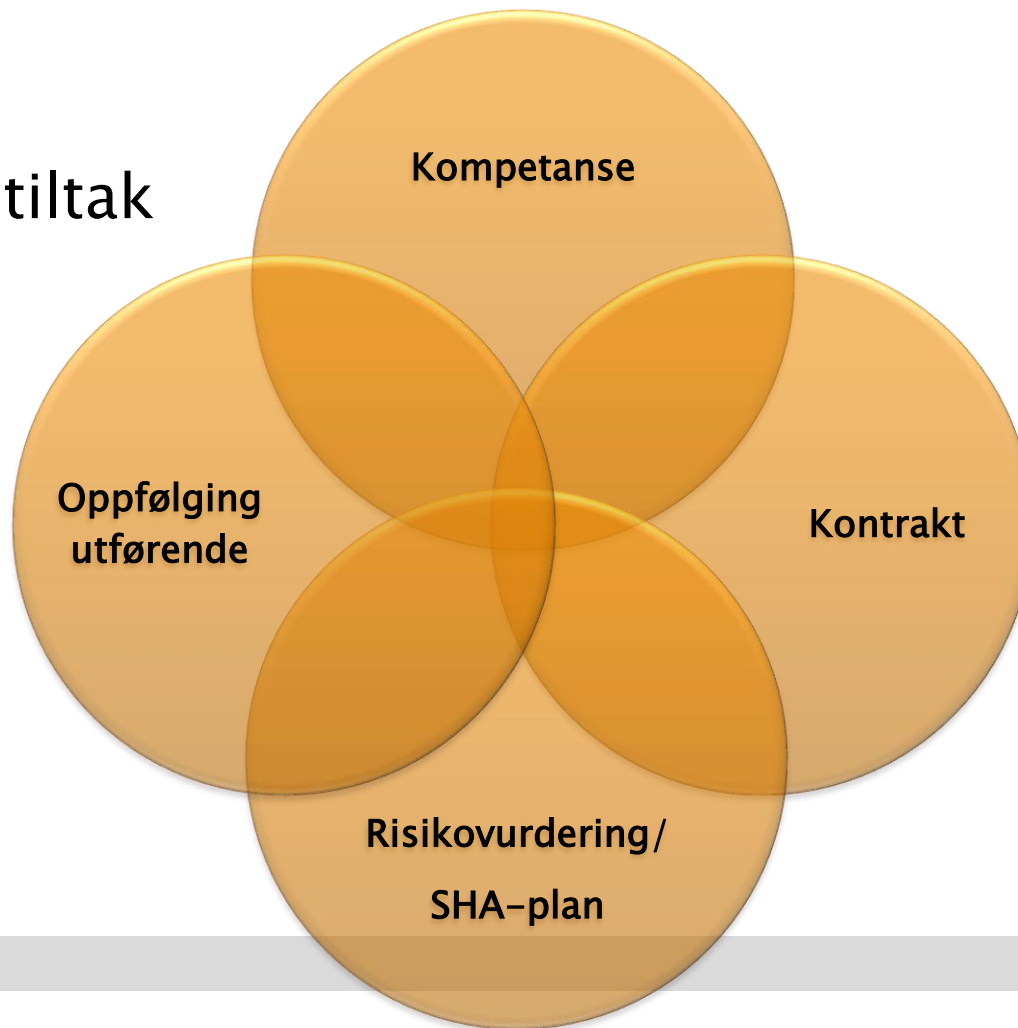 tiltak
Kompetanse
Oppfølging
utførende
Kontrakt
Risikovurdering/
SHA-plan